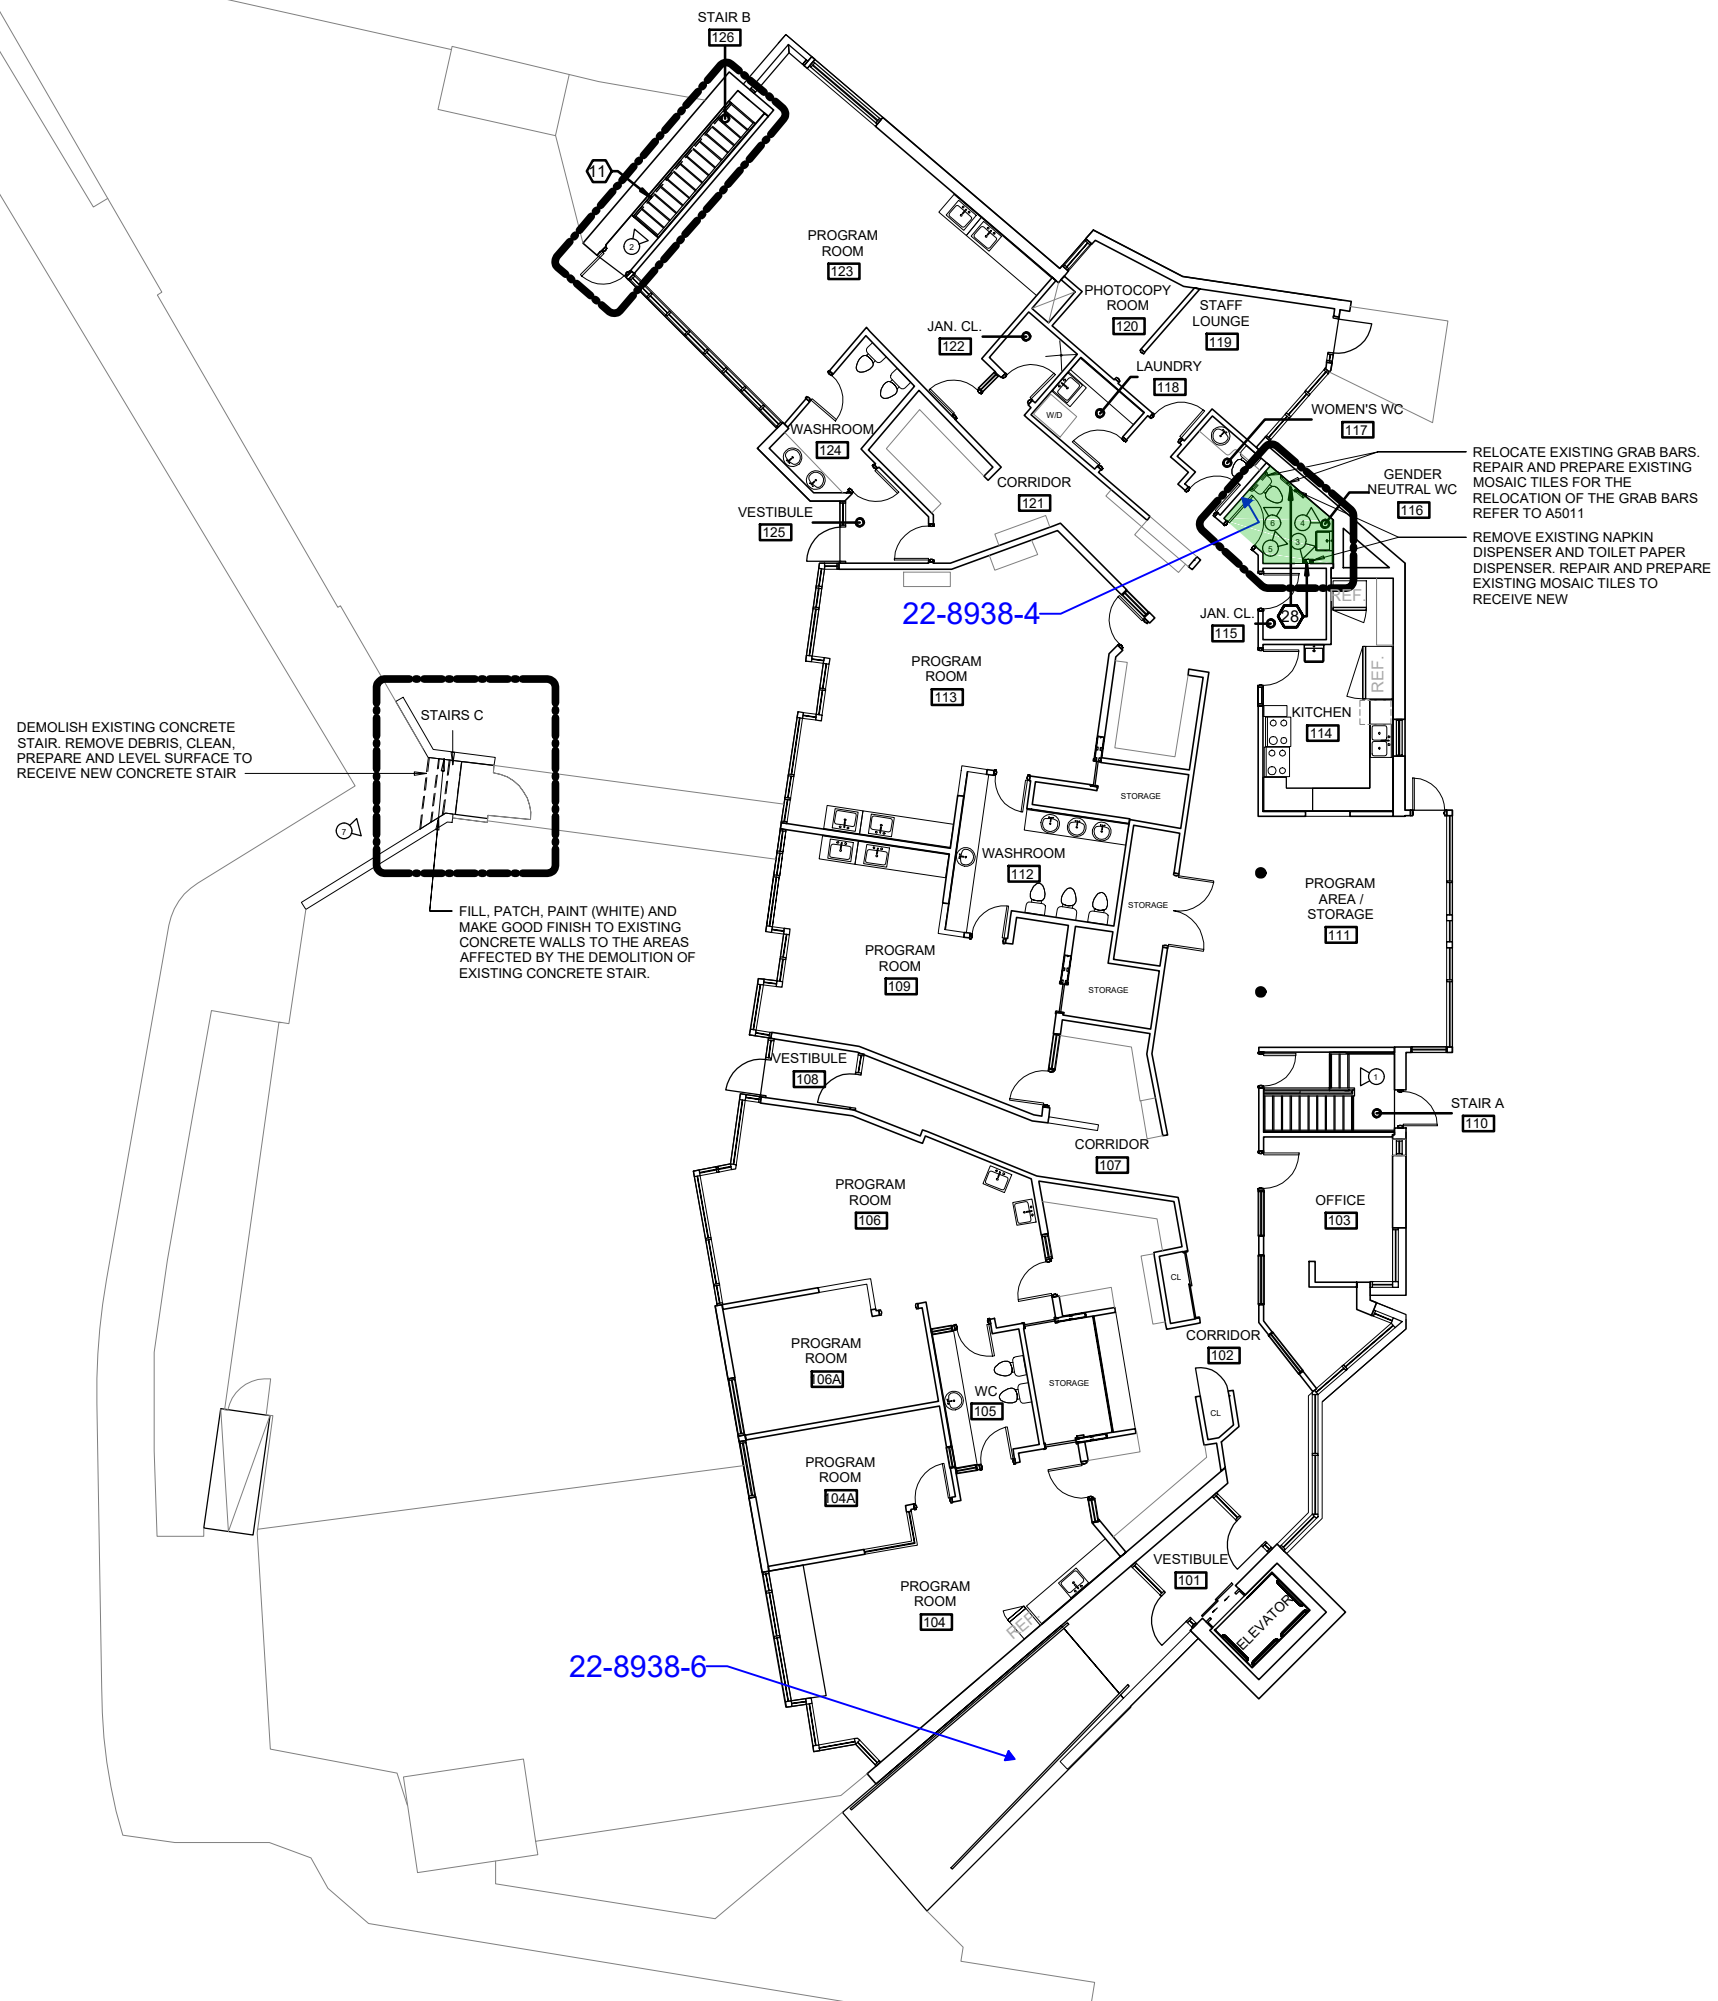 STAIR B
126
11
2
PROGRAM
ROOM
123
PHOTOCOPY
ROOM
120
STAFF
LOUNGE
119
JAN. CL.
122
LAUNDRY
118
W/D
WOMEN'S WC
117
WASHROOM
124
CORRIDOR
121
VESTIBULE
125
GENDER
NEUTRAL WC
116
RELOCATE EXISTING GRAB BARS.
REPAIR AND PREPARE EXISTING
MOSAIC TILES FOR THE
RELOCATION OF THE GRAB BARS
REFER TO A5011
REMOVE EXISTING NAPKIN
DISPENSER AND TOILET PAPER
DISPENSER. REPAIR AND PREPARE
EXISTING MOSAIC TILES TO
RECEIVE NEW
6
4
5
3
22-8938-4
JAN. CL.
115
28
REF.
REF.
KITCHEN
114
PROGRAM
ROOM
113
STAIRS C
DEMOLISH EXISTING CONCRETE
STAIR. REMOVE DEBRIS, CLEAN,
PREPARE AND LEVEL SURFACE TO
RECEIVE NEW CONCRETE STAIR
7
FILL, PATCH, PAINT (WHITE) AND
MAKE GOOD FINISH TO EXISTING
CONCRETE WALLS TO THE AREAS
AFFECTED BY THE DEMOLITION OF
EXISTING CONCRETE STAIR.
STORAGE
WASHROOM
112
STORAGE
PROGRAM
AREA /
STORAGE
111
PROGRAM
ROOM
109
STORAGE
VESTIBULE
108
1
STAIR A
110
CORRIDOR
107
PROGRAM
ROOM
106
OFFICE
103
CL
PROGRAM
ROOM
106A
CORRIDOR
102
STORAGE
WC
105
CL
PROGRAM
ROOM
104A
VESTIBULE
101
PROGRAM
ROOM
104
REF.
ELEVATOR
22-8938-6